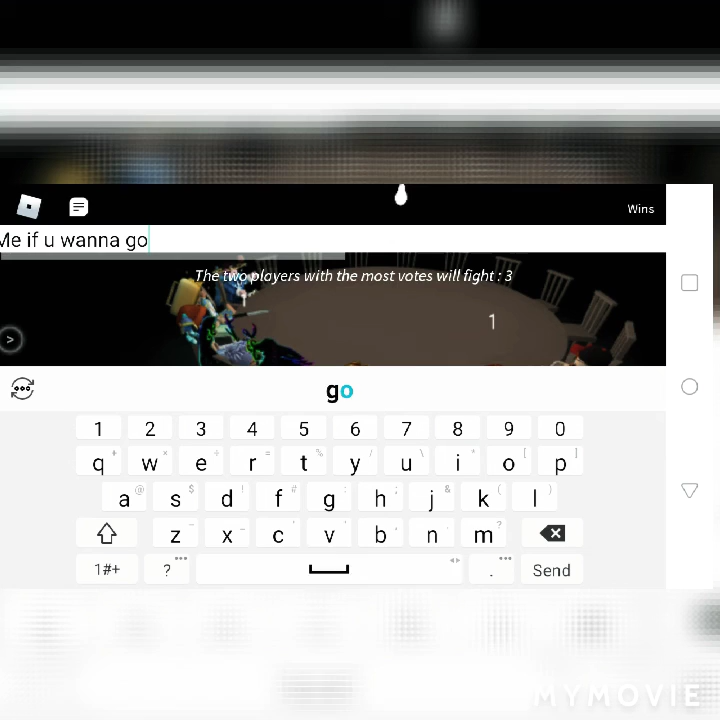 Wins
Me if u wanna go
The two players with the most votes will fight : 3
1
1
go
1 2 3 4 5 6 7 8 9 0
q w e r t y u i o p
a s d f g h j k l
z x c v b n m
1#+ ? . Send
MYMOVIE